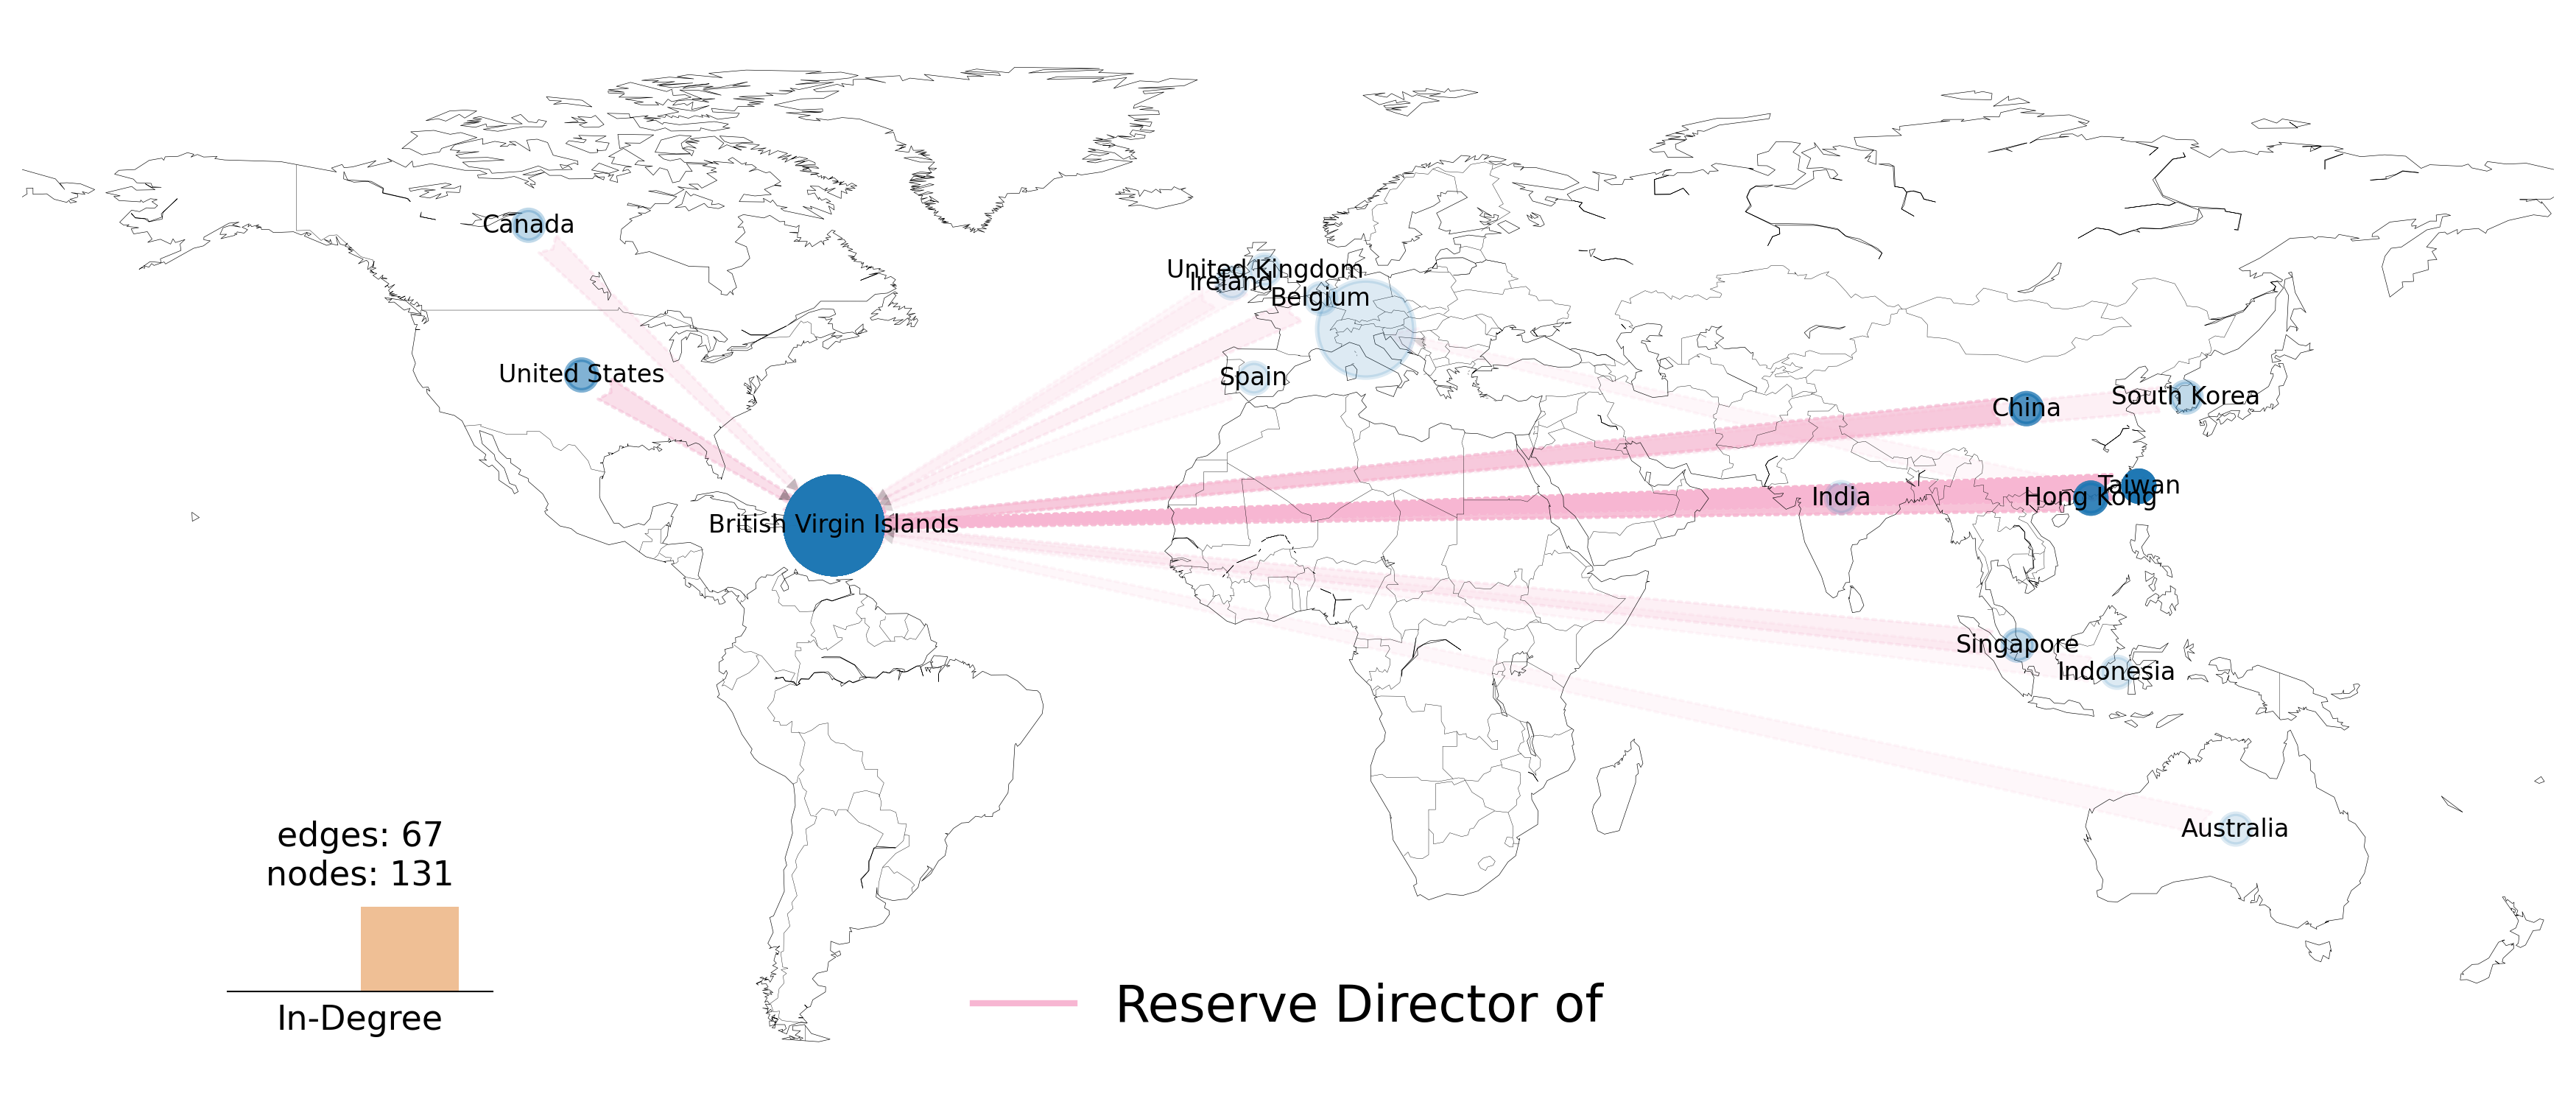 Canada
United Kingdom
Ireland
Belgium
United States
Spain
China
South Korea
British Virgin Islands
India
Taiwan
Hong Kong
Singapore
Indonesia
Australia
edges: 67
nodes: 131
In-Degree
Reserve Director of